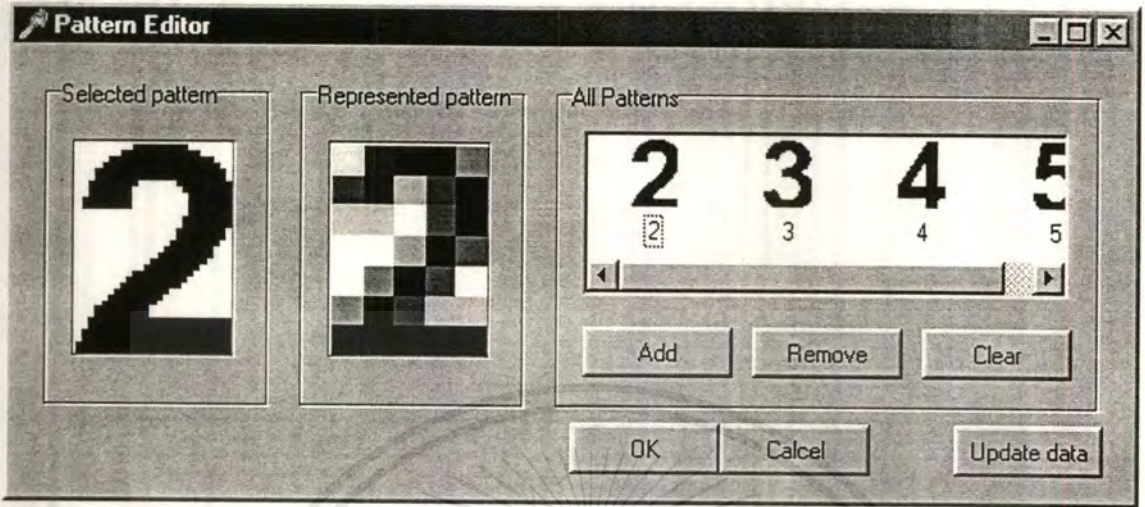 Pattern Editor
Selected pattern
Represented pattern
All Patterns
2
2 3 4 5
2 3 4 5
Add Remove Clear
OK Calcel Update data